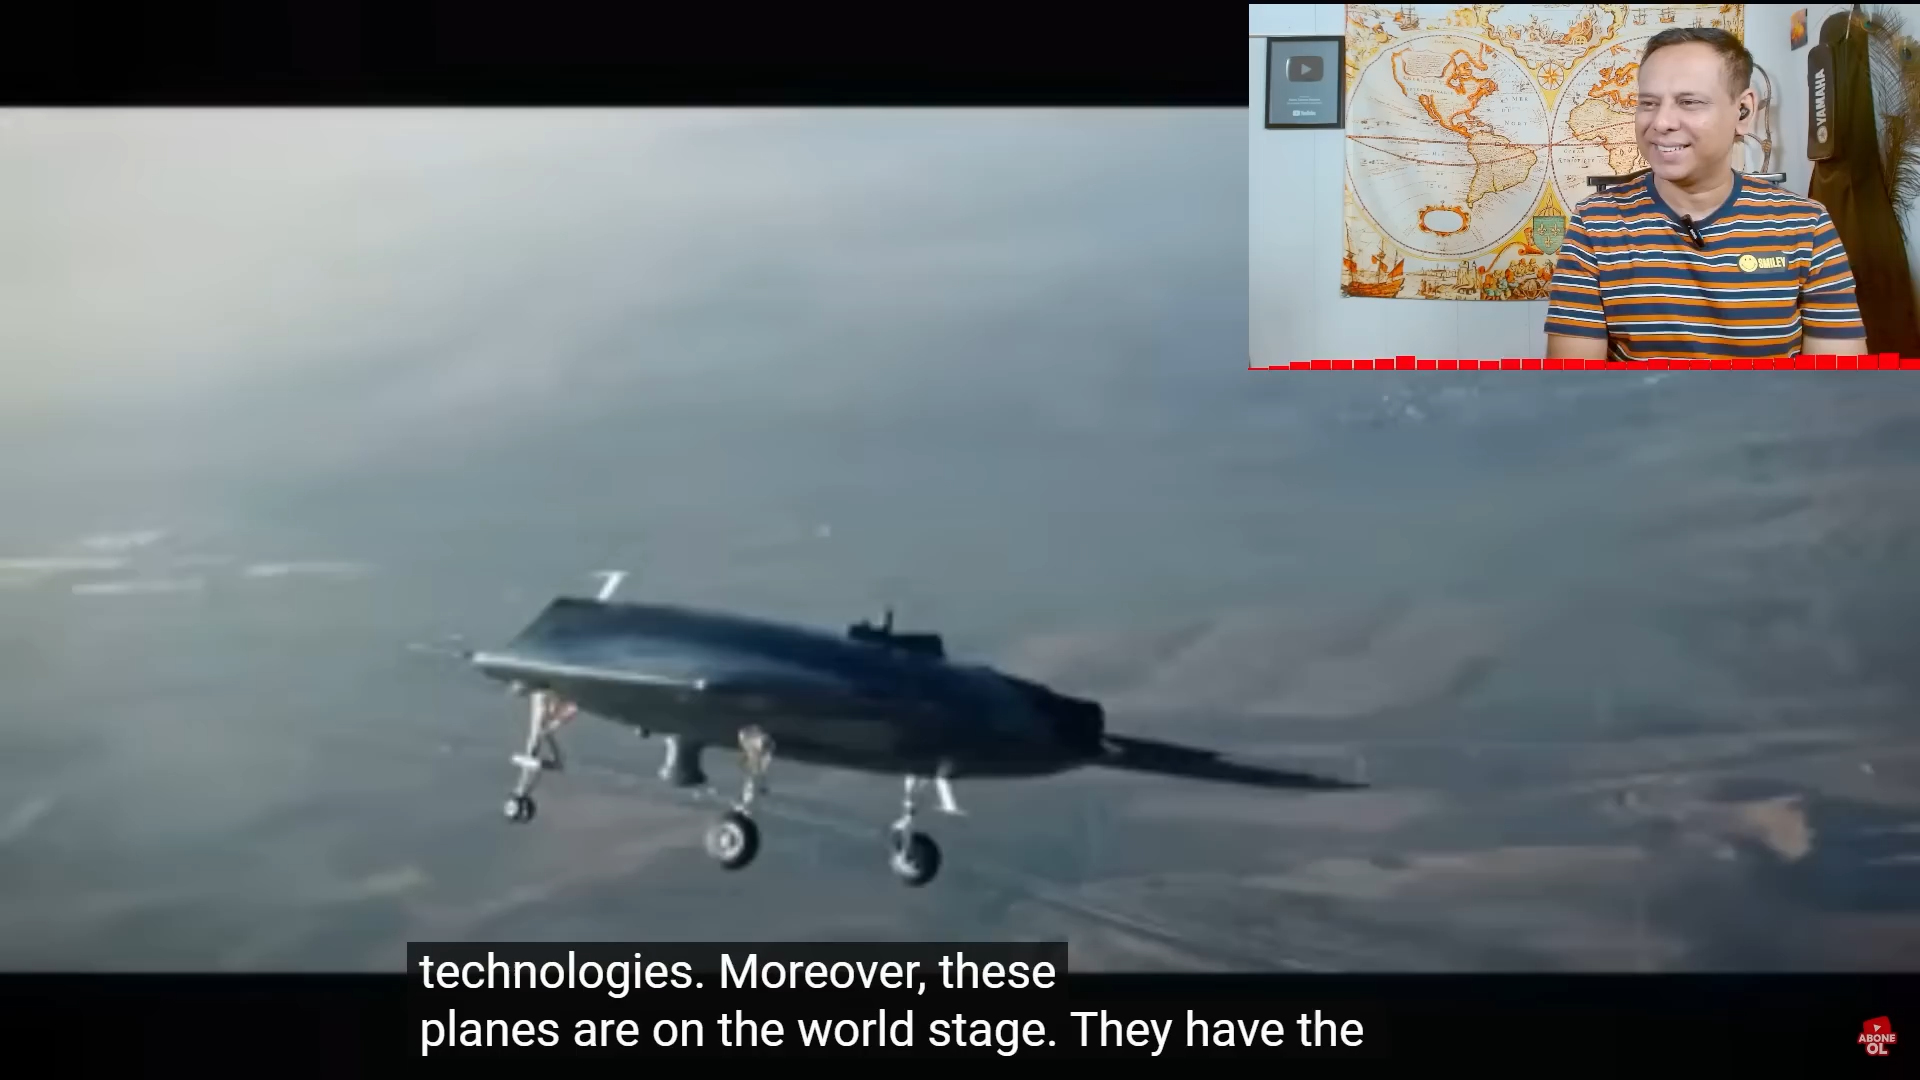 YAMAHA
SMILEY
technologies. Moreover, these
planes are on the world stage. They have the
ABONE
OL